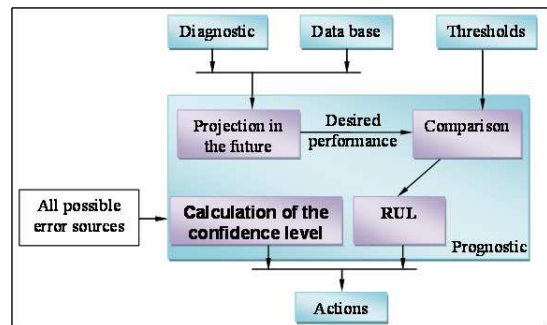 Diagnostic
Data base
Thresholds
Projection in
the future
Desired
performance
Comparison
All possible
error sources
Calculation of the
confidence level
RUL
Prognostic
Actions